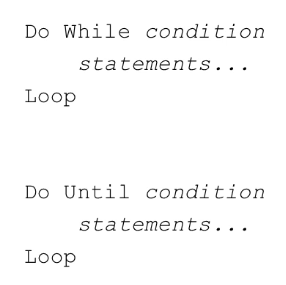 Do While condition
statements...
Loop
Do Until condition
statements...
Loop